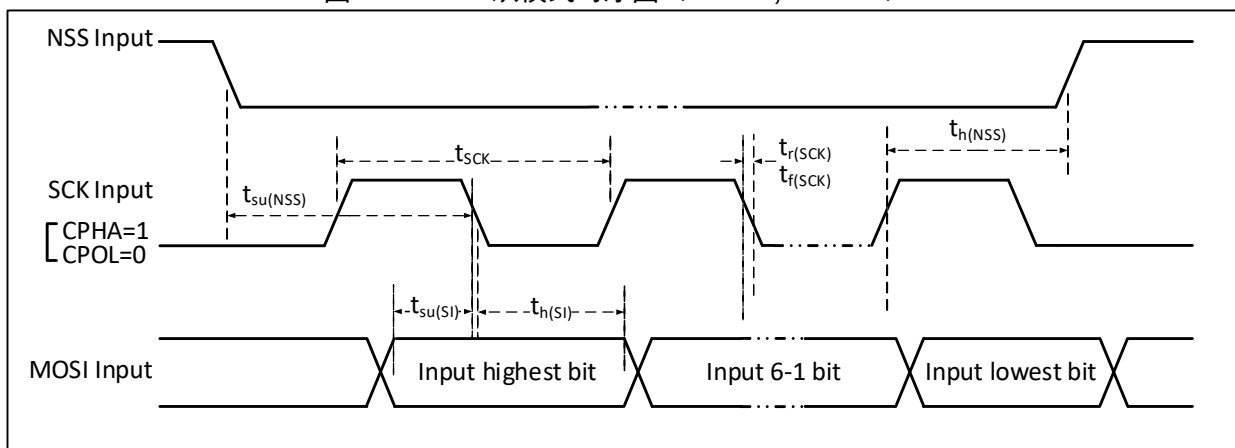 NSS Input
th(NSS)
tSCK
tr(SCK)
tf(SCK)
SCK Input
tsu(NSS)
CPHA=1
CPOL=0
tsu(SI)
th(SI)
MOSI Input
Input highest bit
Input 6-1 bit
Input lowest bit